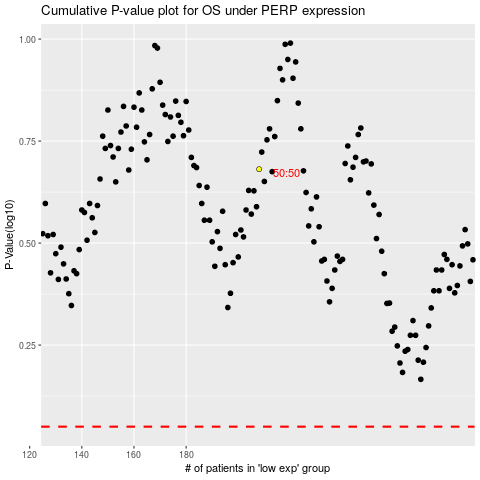 Cumulative P-value plot for OS under PERP expression
P-Value(log10)
1.00
0.75
0.50
0.25
50:50
120 140 160 180
# of patients in 'low exp' group